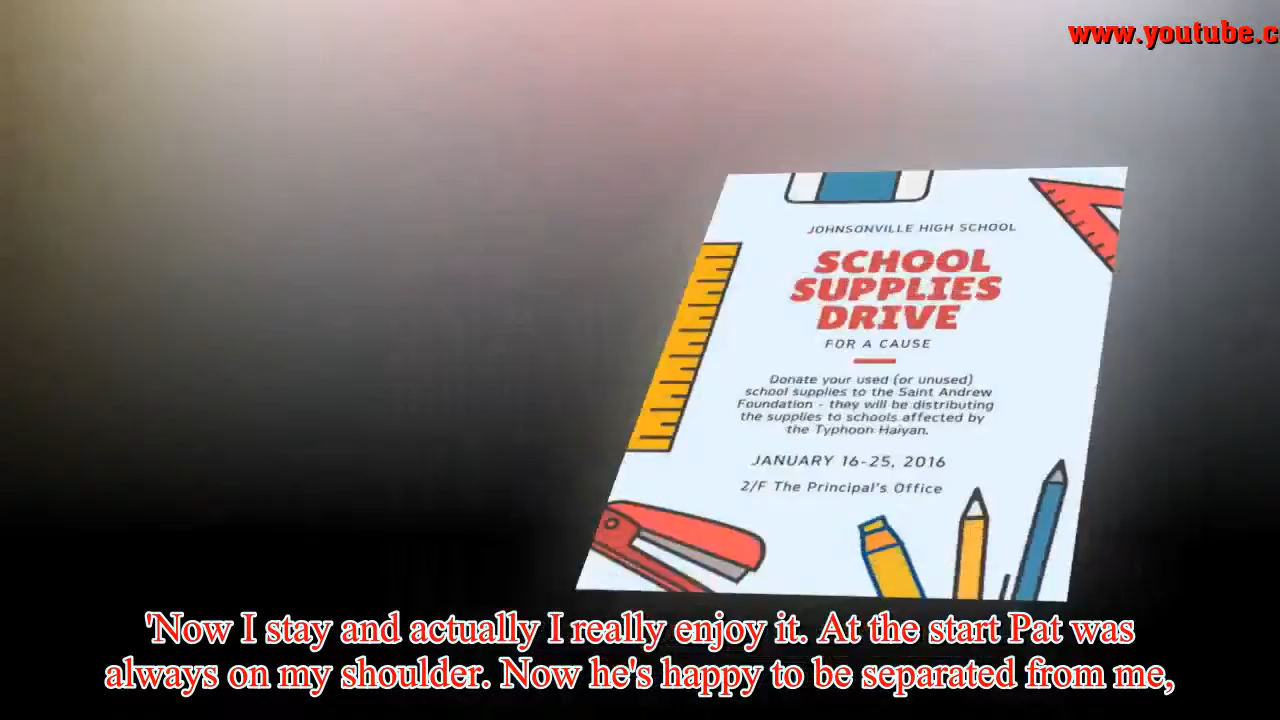 www.youtube.c
JOHNSONVILLE HIGH SCHOOL
SCHOOL
SUPPLIES
DRIVE
FOR A CAUSE
Donate your used (or unused)
school supplies to the Saint Andrew
Foundation - they will be distributing
the supplies to schools affected by
the Typhoon Haiyan.
JANUARY 16-25, 2016
2/F The Principal's Office
'Now I stay and actually I really enjoy it. At the start Pat was
always on my shoulder. Now he's happy to be separated from me,